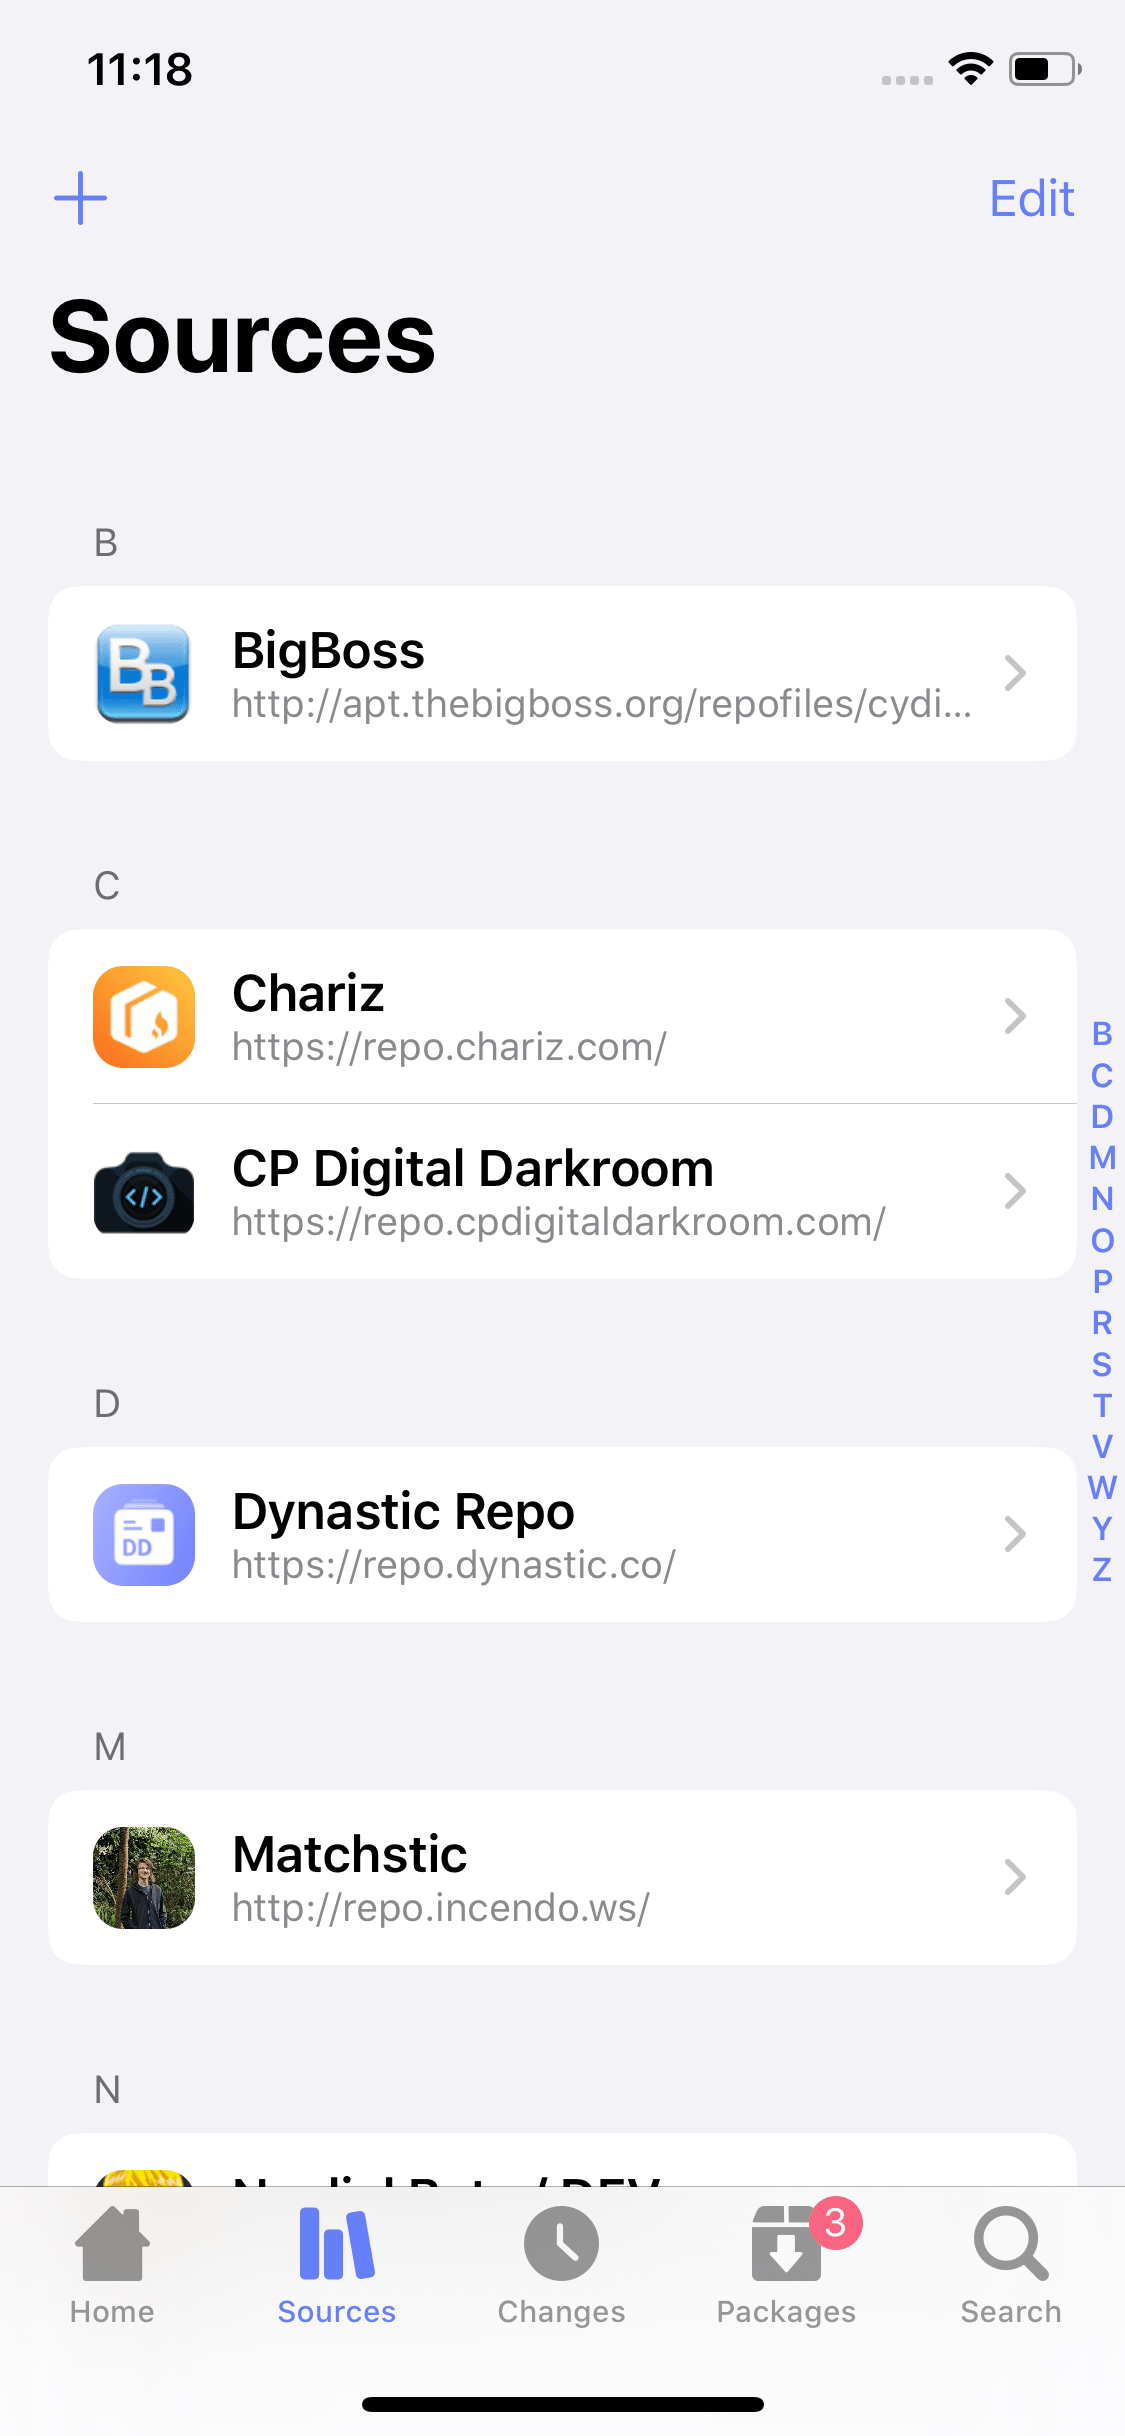 11:18
Edit
Sources
B
BigBoss
http://apt.thebigboss.org/repofiles/cydi...
C
Chariz
https://repo.chariz.com/
CP Digital Darkroom
https://repo.cpdigitaldarkroom.com/
D
DD
Dynastic Repo
https://repo.dynastic.co/
M
Matchstic
http://repo.incendo.ws/
N
B
C
D
M
N
O
P
R
S
T
V
W
Y
Z
3
Home
Sources
Changes
Packages
Search